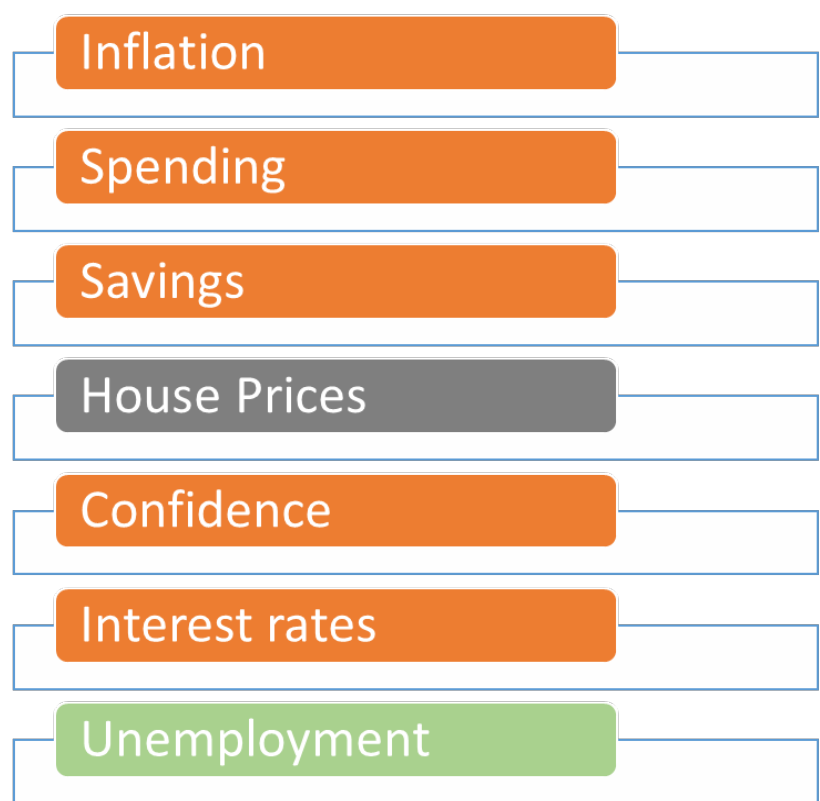 Inflation
Spending
Savings
House Prices
Confidence
Interest rates
Unemployment